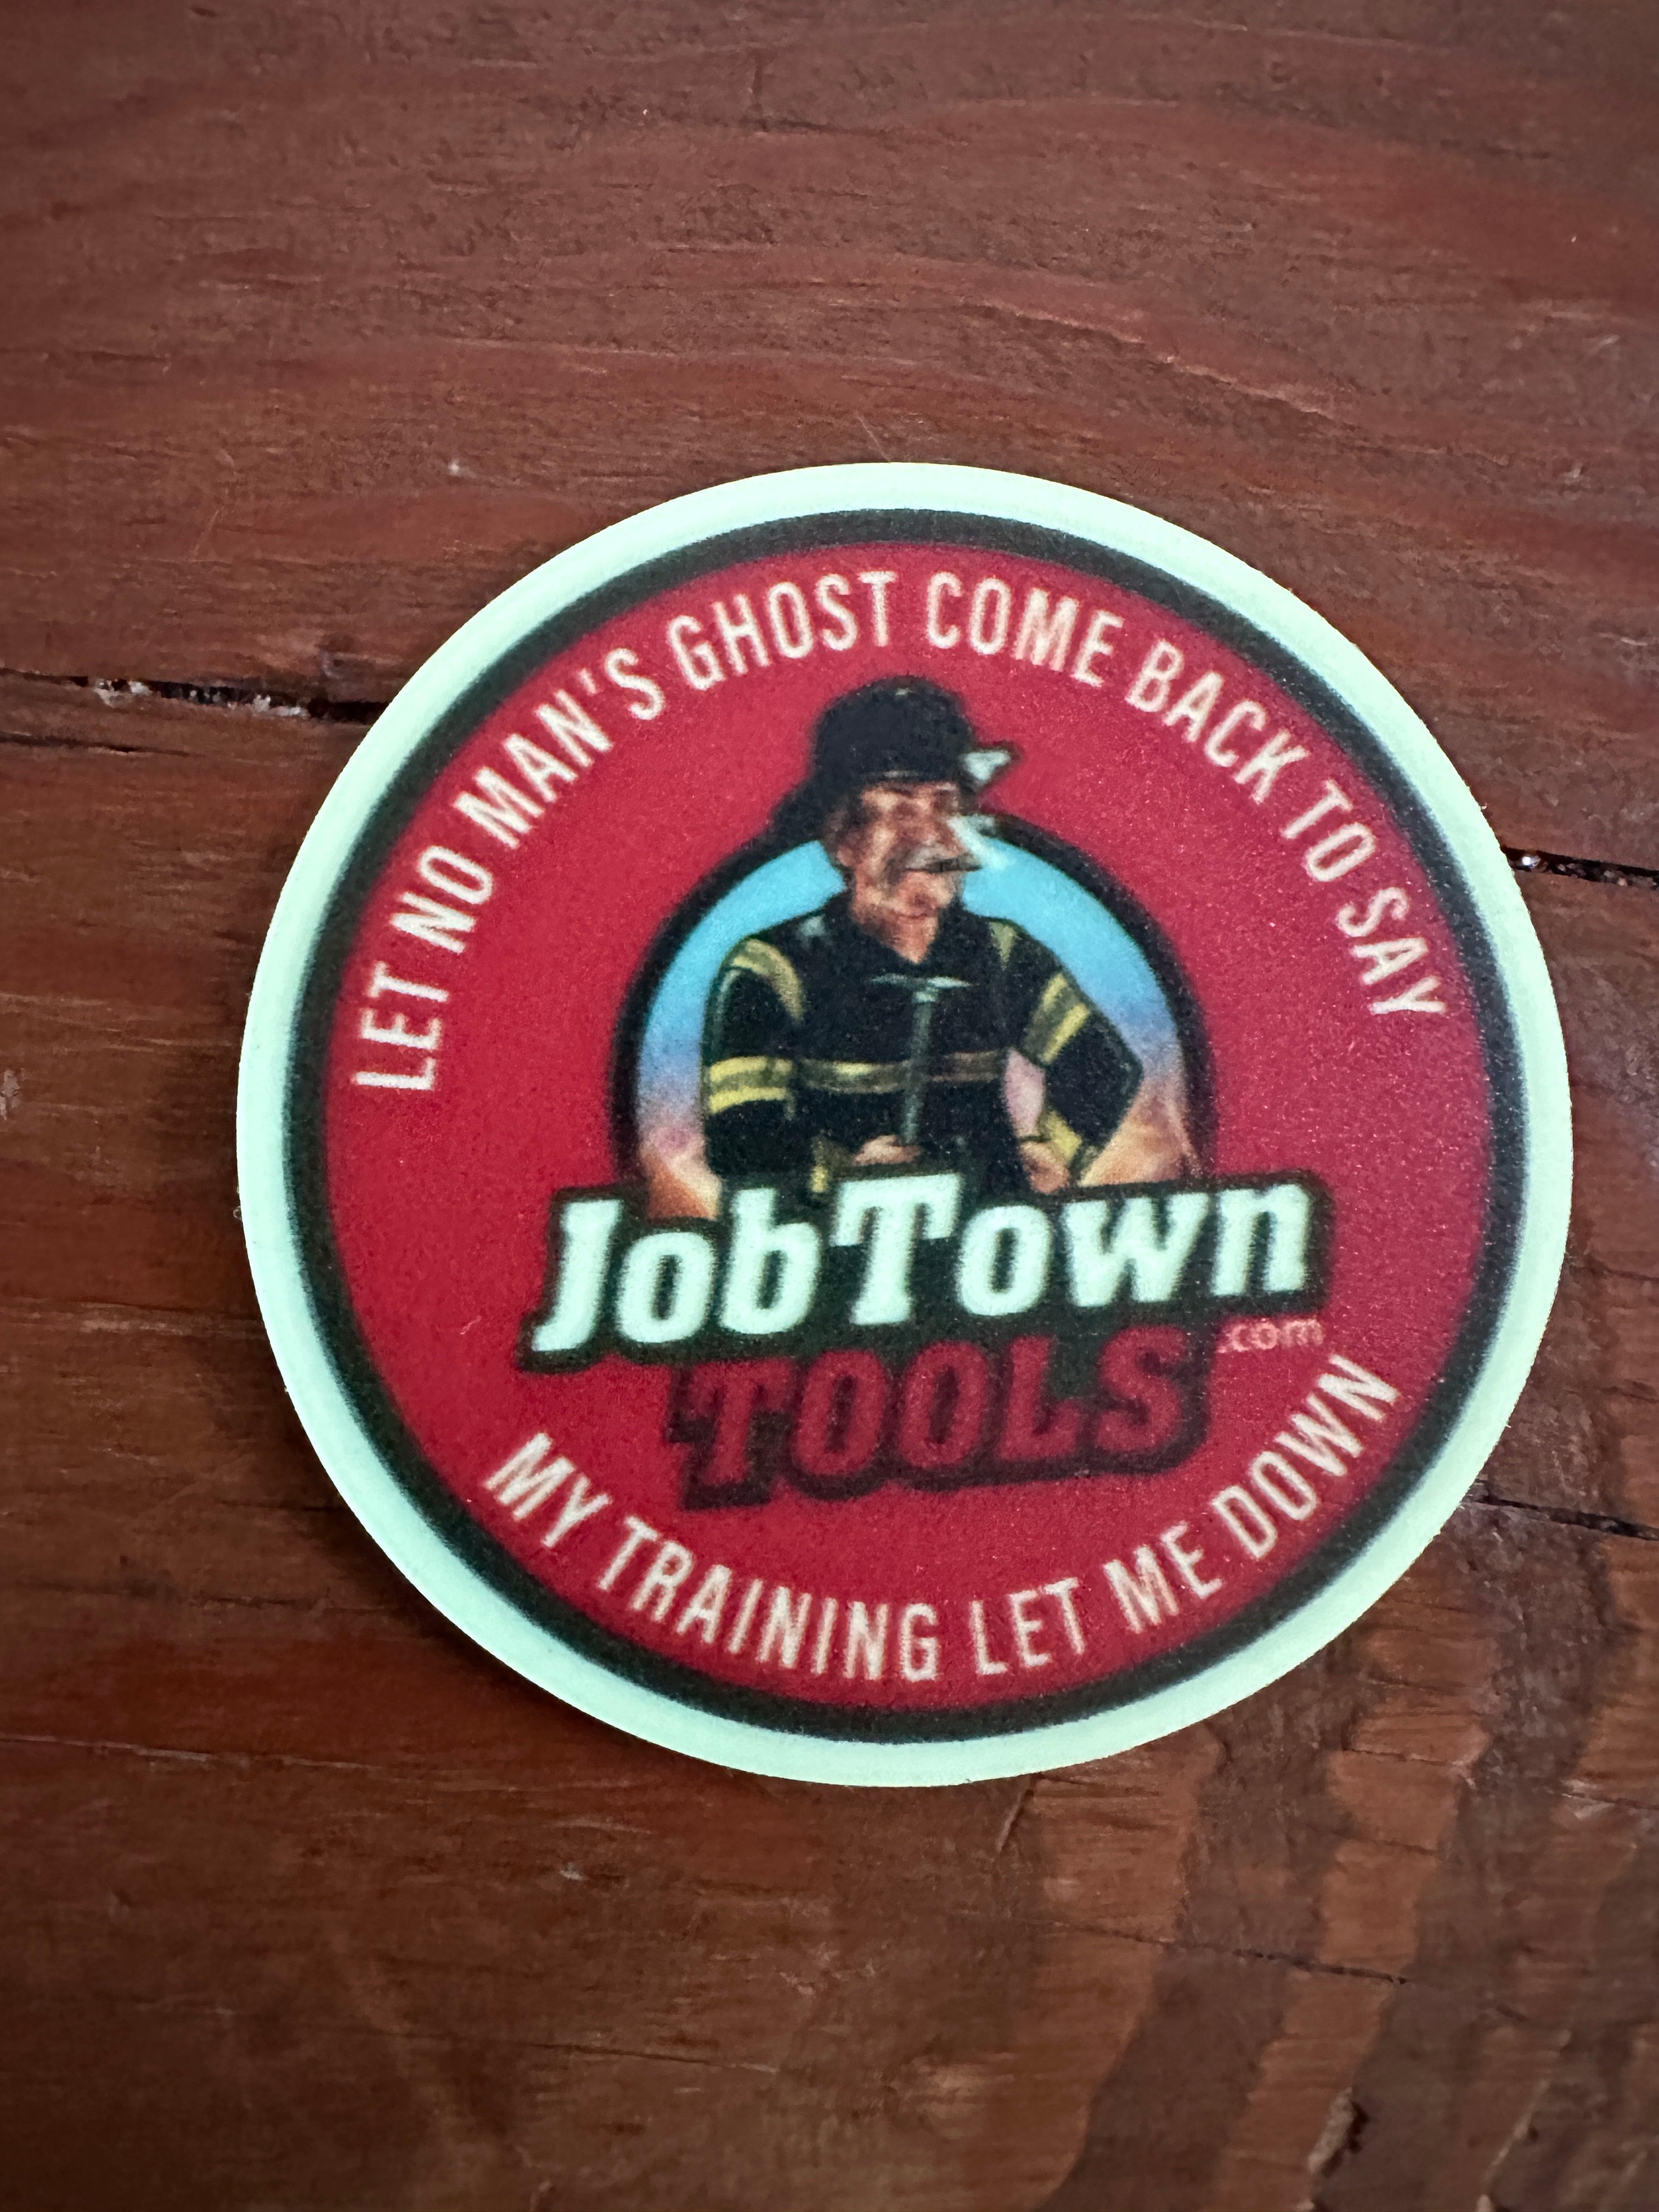 LET NO MAN'S GHOST COME BACK TO SAY
JobTown
TOOLS
.com
MY TRAINING LET ME DOWN